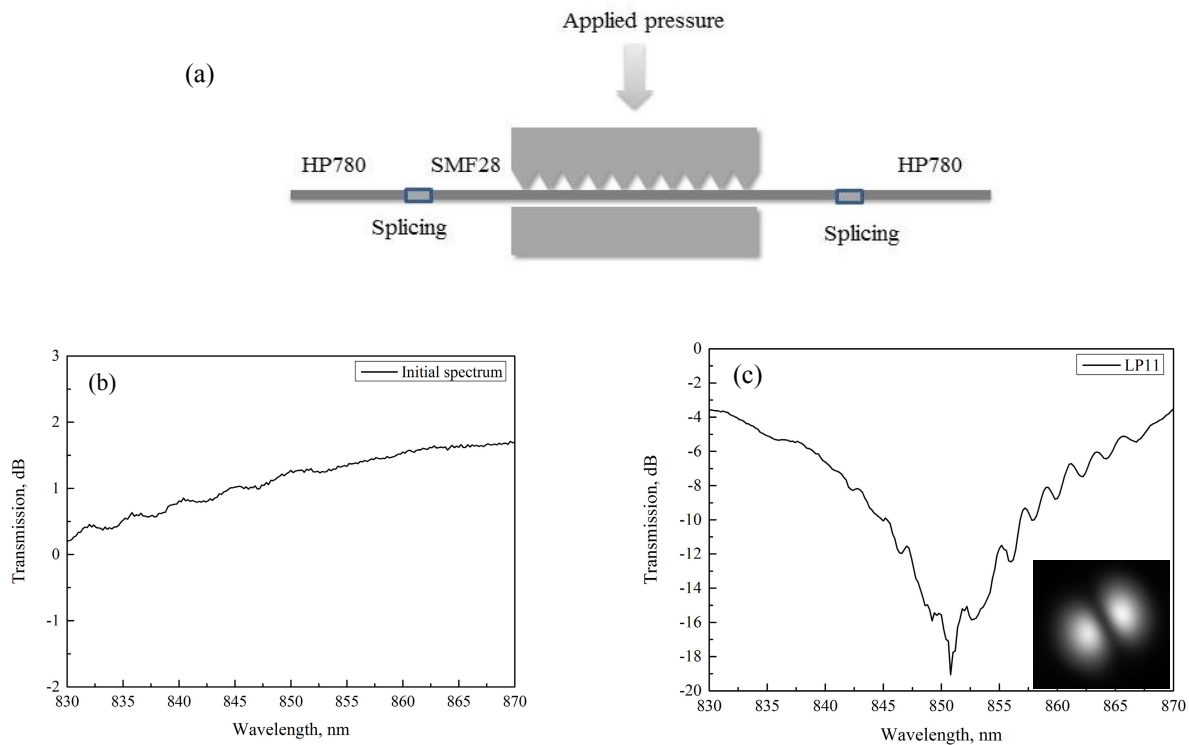 Applied pressure
(a)
HP780
SMF28
HP780
Splicing
Splicing
3
2
1
0
-1
-2
Transmission, dB
(b)
Initial spectrum
830
835
840
845
850
855
860
865
870
Wavelength, nm
0
-2
-4
-6
-8
-10
-12
-14
-16
-18
-20
Transmission, dB
(c)
LP11
830
835
840
845
850
855
860
865
870
Wavelength, nm